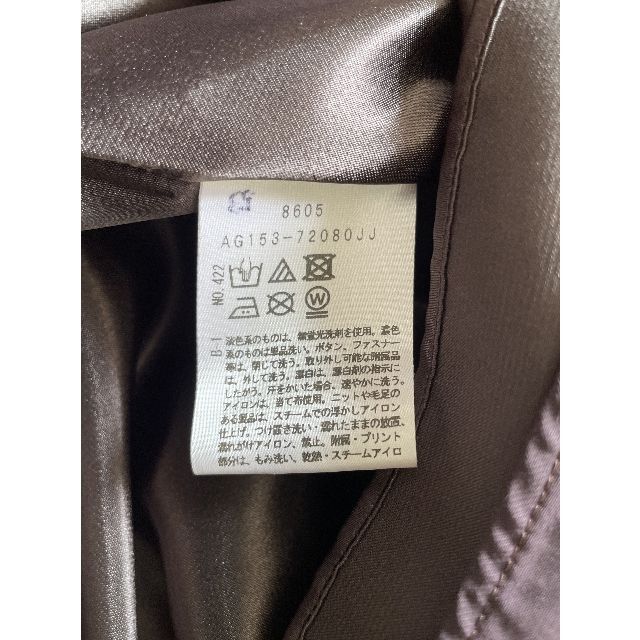 8605
AG153-72080JJ
NO.422
W
B-1
淡色系のものは、無蛍光洗剤を使用。濃色
系のものは単品洗い。ボタン、ファスナー
等は、閉じて洗う。取り外し可能な附属品
は、外して洗う。漂白は、漂白剤の指示に
したがう。汗をかいた場合、速やかに洗う。
アイロンは、当て布使用。ニットや毛足の
ある製品は、スチームでの浮かしアイロン
仕上げ。つけ置き洗い・濡れたままの放置、
濡れがけアイロン、禁止。附属・プリント
部分は、もみ洗い、乾熱・スチームアイロ